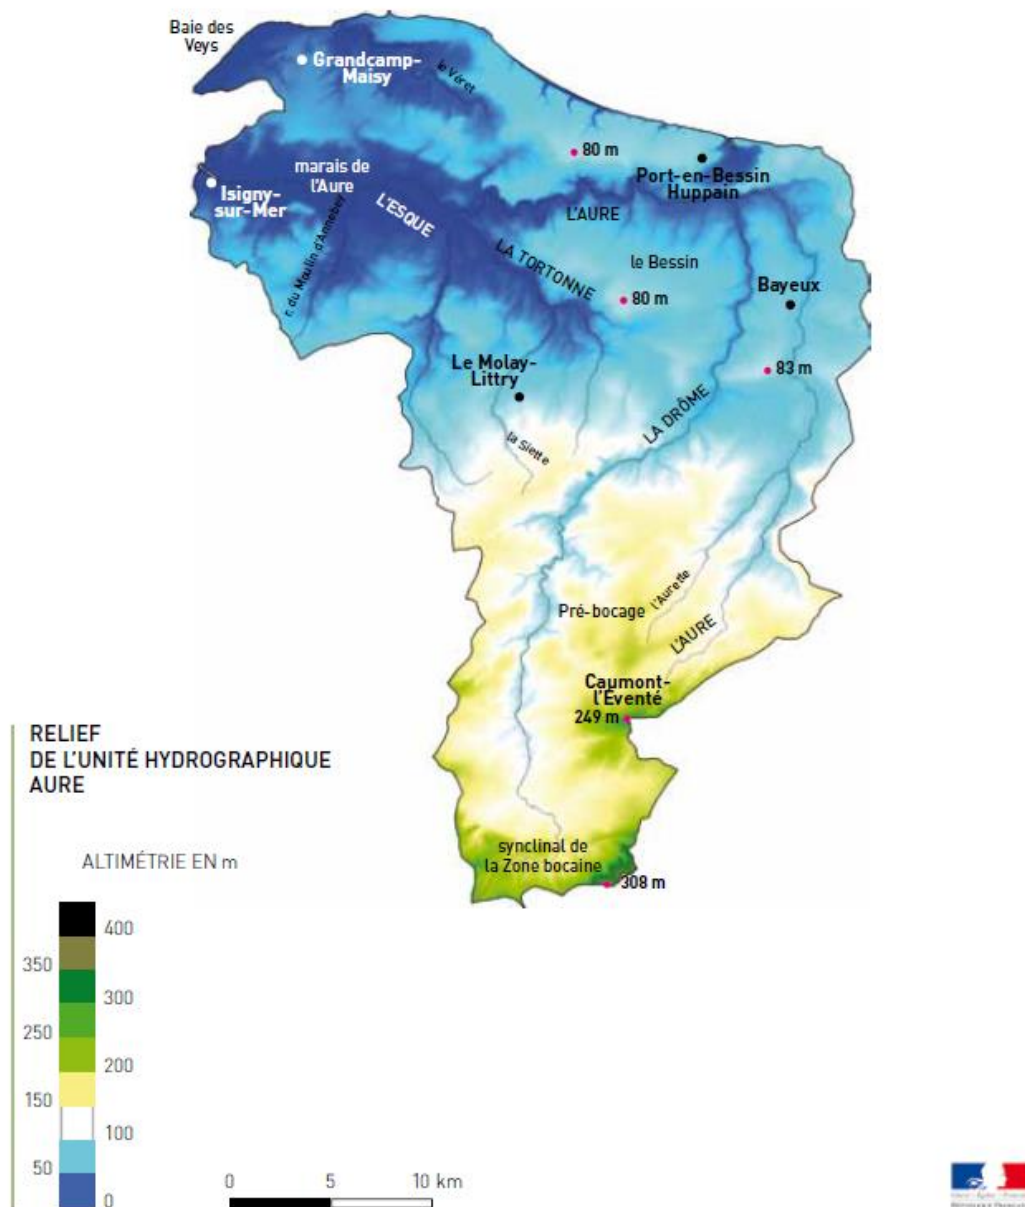 Baie des
Veys
Grandcamp-
Maisy
le Véret
80 m
Port-en-Bessin
Huppain
marais de
l'Aure
Isigny-
sur-Mer
L'ESQUE
L'AURE
r. du Moulin d'Annebey
LA TORTONNE
le Bessin
80 m
Bayeux
83 m
Le Molay-
Littry
LA DRÔME
la Siette
Pré-bocage
l'Aurette
L'AURE
Caumont-
l'Éventé
249 m
RELIEF
DE L'UNITÉ HYDROGRAPHIQUE
AURE
synclinal de
la Zone bocaine
308 m
ALTIMÉTRIE EN m
400
350
300
250
200
150
100
50
0
0 5 10 km